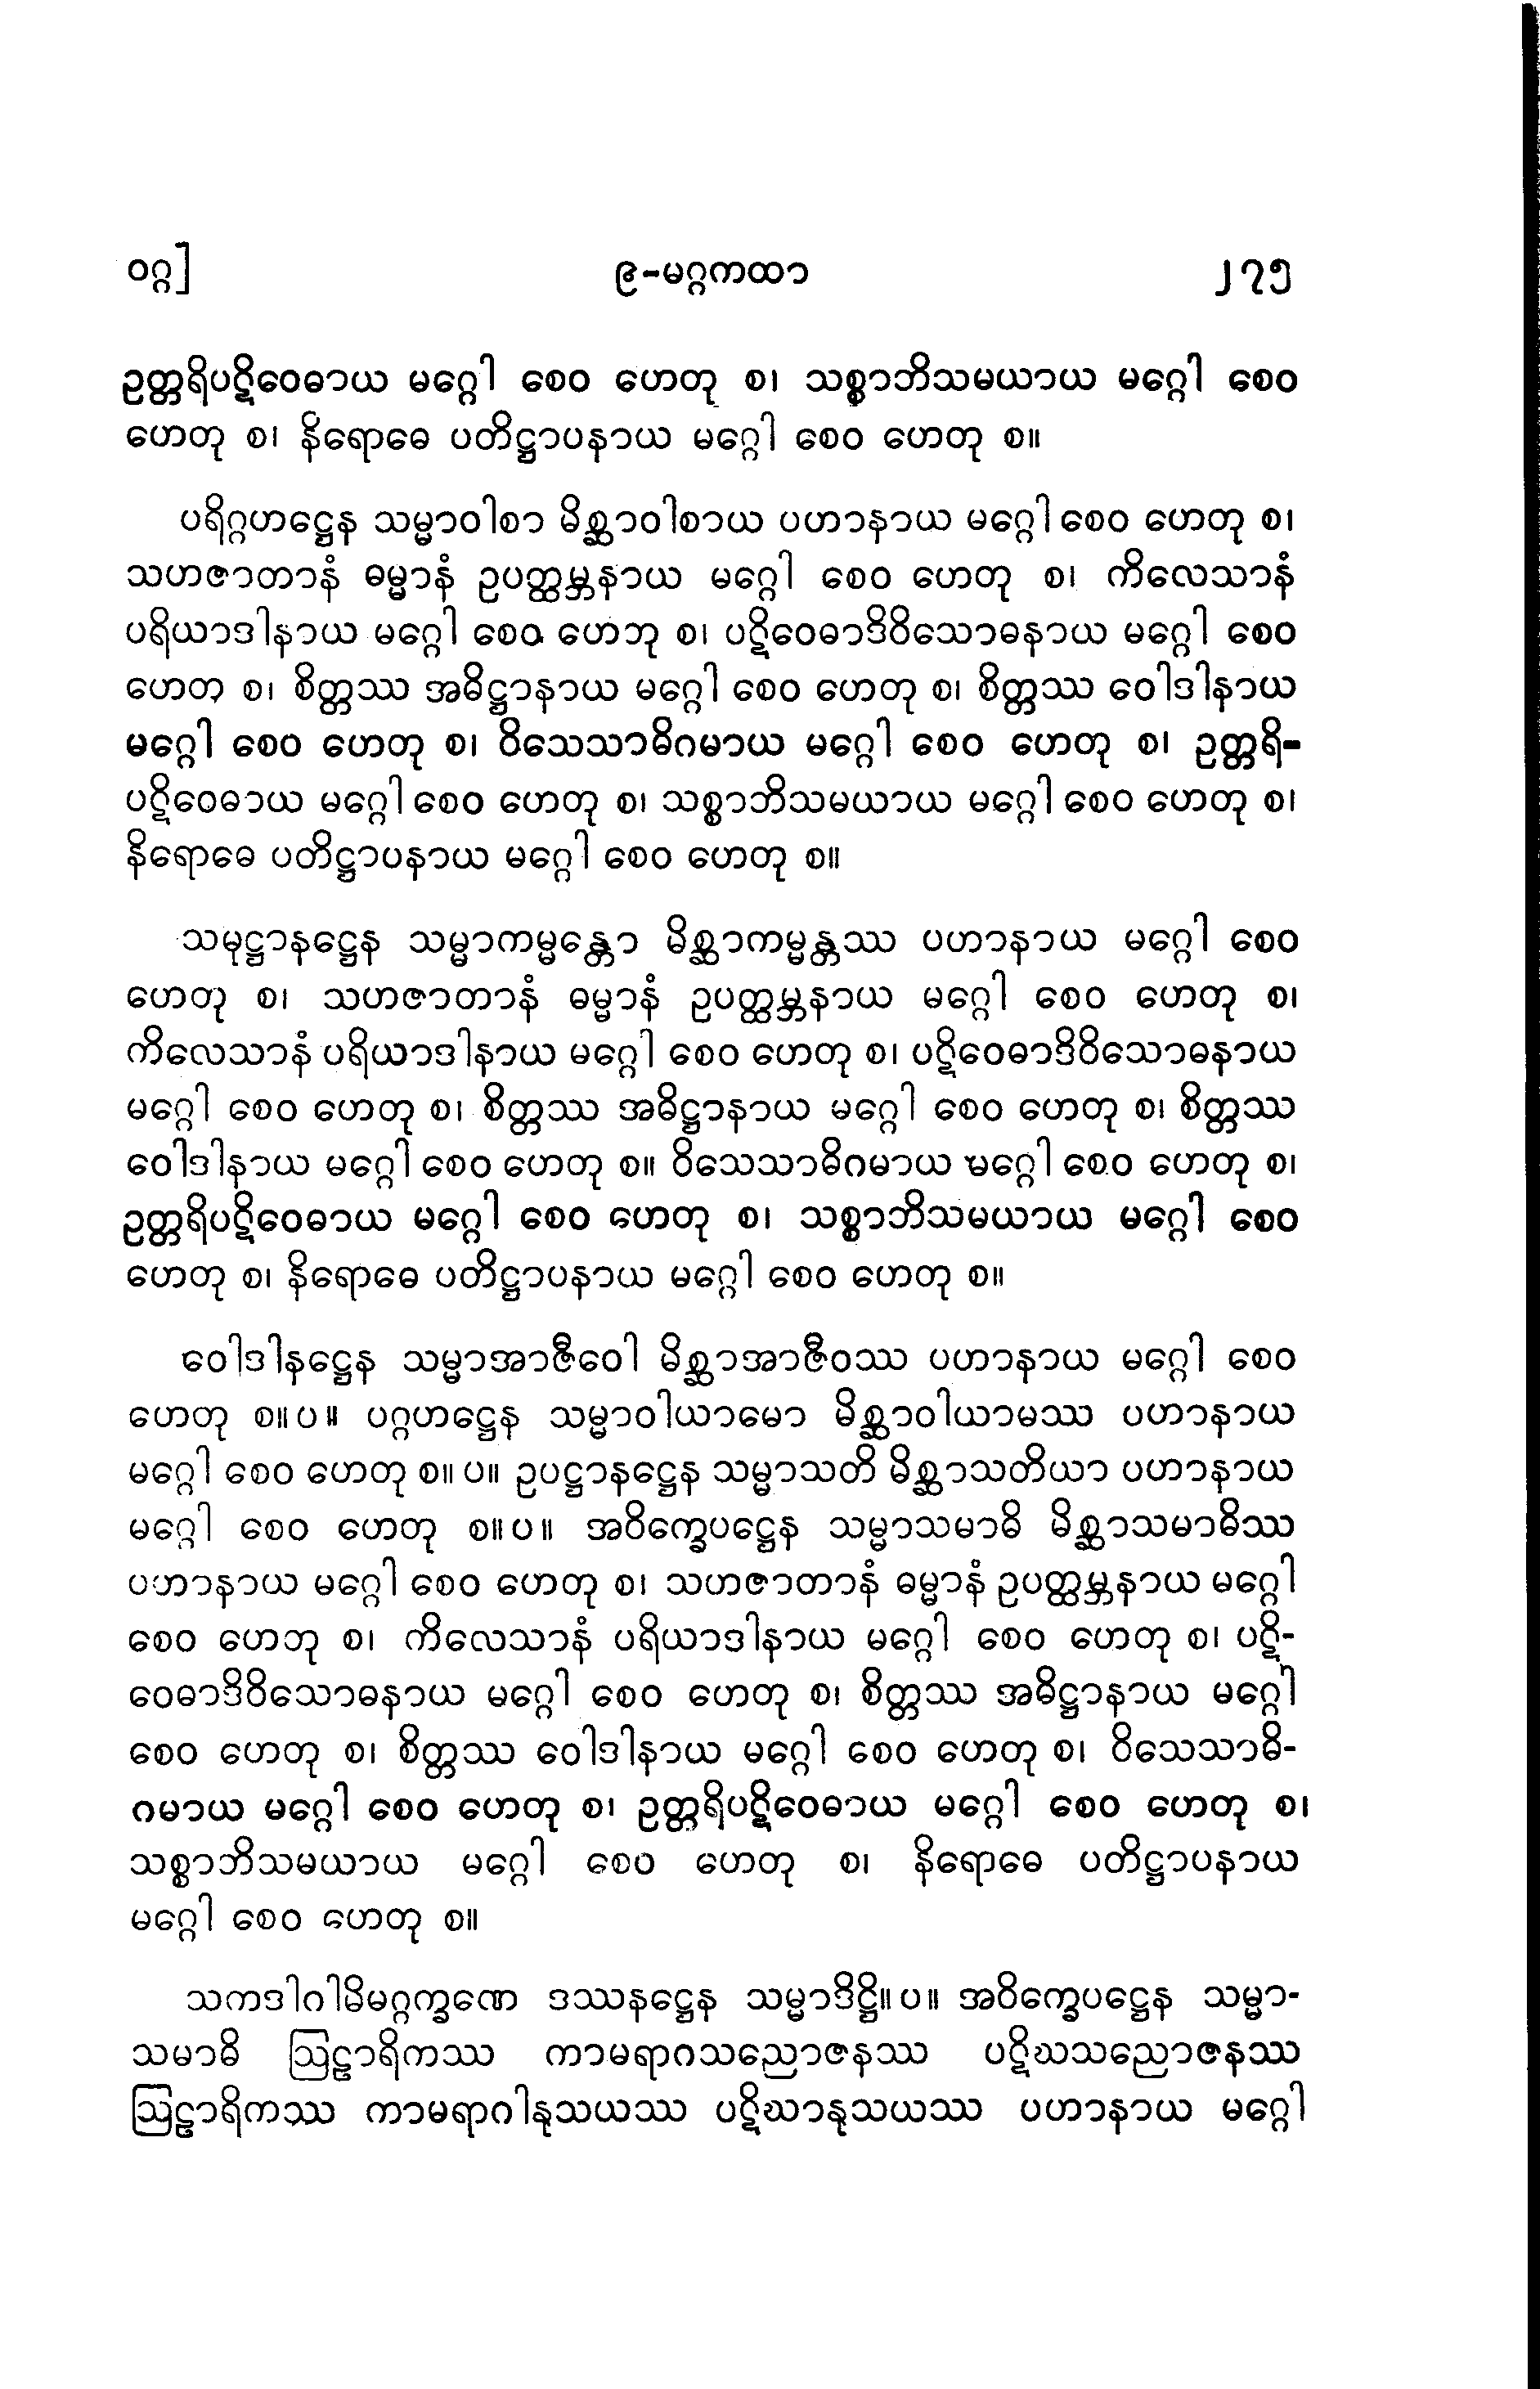 ဝဂ္ဂ] ၉-မဂ္ဂကထာ ၂၇၅
ဥတ္တရိပဋိဝေဓာယ မဂ္ဂေါ စေဝ ဟေတု စ၊ သစ္စာဘိသမယာယ မဂ္ဂေါ စေဝ
ဟေတု စ၊ နိရောဓေ ပတိဋ္ဌာပနာယ မဂ္ဂေါ စေဝ ဟေတု စ။
ပရိဂ္ဂဟဋ္ဌေန သမ္မာဝါစာ မိစ္ဆာဝါစာယ ပဟာနာယ မဂ္ဂေါ စေဝ ဟေတု စ၊
သဟဇာတာနံ ဓမ္မာနံ ဥပတ္ထမ္ဘနာယ မဂ္ဂေါ စေဝ ဟေတု စ၊ ကိလေသာနံ
ပရိယာဒါနာယ မဂ္ဂေါ စေဝ ဟေဘု စ၊ ပဋိဝေဓာဒိဝိသောဓနာယ မဂ္ဂေါ စေဝ
ဟေတု စ၊ စိတ္တဿ အဓိဋ္ဌာနာယ မဂ္ဂေါ စေဝ ဟေတု စ၊ စိတ္တဿ ဝေါဒါနာယ
မဂ္ဂေါ စေဝ ဟေတု စ၊ ဝိသေသာဓိဂမာယ မဂ္ဂေါ စေဝ ဟေတု စ၊ ဥတ္တရိ-
ပဋိဝေဓာယ မဂ္ဂေါ စေဝ ဟေတု စ၊ သစ္စာဘိသမယာယ မဂ္ဂေါ စေဝ ဟေတု စ၊
နိရောဓေ ပတိဋ္ဌာပနာယ မဂ္ဂေါ စေဝ ဟေတု စ။
သမုဋ္ဌာနဋ္ဌေန သမ္မာကမ္မန္တော မိစ္ဆာကမ္မန္တဿ ပဟာနာယ မဂ္ဂေါ စေဝ
ဟေတု စ၊ သဟဇာတာနံ ဓမ္မာနံ ဥပတ္ထမ္ဘနာယ မဂ္ဂေါ စေဝ ဟေတု စ၊
ကိလေသာနံ ပရိယာဒါနာယ မဂ္ဂေါ စေဝ ဟေတု စ၊ ပဋိဝေဓာဒိဝိသောဓနာယ
မဂ္ဂေါ စေဝ ဟေတု စ၊ စိတ္တဿ အဓိဋ္ဌာနာယ မဂ္ဂေါ စေဝ ဟေတု စ၊ စိတ္တဿ
ဝေါဒါနာယ မဂ္ဂေါ စေဝ ဟေတု စ။ ဝိသေသာဓိဂမာယ မဂ္ဂေါ စေဝ ဟေတု စ၊
ဥတ္တရိပဋိဝေဓာယ မဂ္ဂေါ စေဝ ဟေတု စ၊ သစ္စာဘိသမယာယ မဂ္ဂေါ စေဝ
ဟေတု စ၊ နိရောဓေ ပတိဋ္ဌာပနာယ မဂ္ဂေါ စေဝ ဟေတု စ။
ဝေါဒါနဋ္ဌေန သမ္မာအာဇီဝေါ မိစ္ဆာအာဇီဝဿ ပဟာနာယ မဂ္ဂေါ စေဝ
ဟေတု စ။ပ။ ပဂ္ဂဟဋ္ဌေန သမ္မာဝါယာမော မိစ္ဆာဝါယာမဿ ပဟာနာယ
မဂ္ဂေါ စေဝ ဟေတု စ။ပ။ ဥပဋ္ဌာနဋ္ဌေန သမ္မာသတိ မိစ္ဆာသတိယာ ပဟာနာယ
မဂ္ဂေါ စေဝ ဟေတု စ။ပ။ အဝိက္ခေပဋ္ဌေန သမ္မာသမာဓိ မိစ္ဆာသမာဓိဿ
ပဟာနာယ မဂ္ဂေါ စေဝ ဟေတု စ၊ သဟဇာတာနံ ဓမ္မာနံ ဥပတ္ထမ္ဘနာယ မဂ္ဂေါ
စေဝ ဟေဘု စ၊ ကိလေသာနံ ပရိယာဒါနာယ မဂ္ဂေါ စေဝ ဟေတု စ၊ ပဋိ-
ဝေဓာဒိဝိသောဓနာယ မဂ္ဂေါ စေဝ ဟေတု စ၊ စိတ္တဿ အဓိဋ္ဌာနာယ မဂ္ဂေါ
စေဝ ဟေတု စ၊ စိတ္တဿ ဝေါဒါနာယ မဂ္ဂေါ စေဝ ဟေတု စ၊ ဝိသေသာဓိ-
ဂမာယ မဂ္ဂေါ စေဝ ဟေတု စ၊ ဥတ္တရိပဋိဝေဓာယ မဂ္ဂေါ စေဝ ဟေတု စ၊
သစ္စာဘိသမယာယ မဂ္ဂေါ စေဝ ဟေတု စ၊ နိရောဓေ ပတိဋ္ဌာပနာယ
မဂ္ဂေါ စေဝ ဟေတု စ။
သကဒါဂါမိမဂ္ဂက္ခဏေ ဒဿနဋ္ဌေန သမ္မာဒိဋ္ဌိ။ပ။ အဝိက္ခေပဋ္ဌေန သမ္မာ-
သမာဓိ ဩဠာရိကဿ ကာမရာဂသညောဇနဿ ပဋိဃသညောဇနဿ
ဩဠာရိကဿ ကာမရာဂါနုသယဿ ပဋိဃာနုသယဿ ပဟာနာယ မဂ္ဂေါ